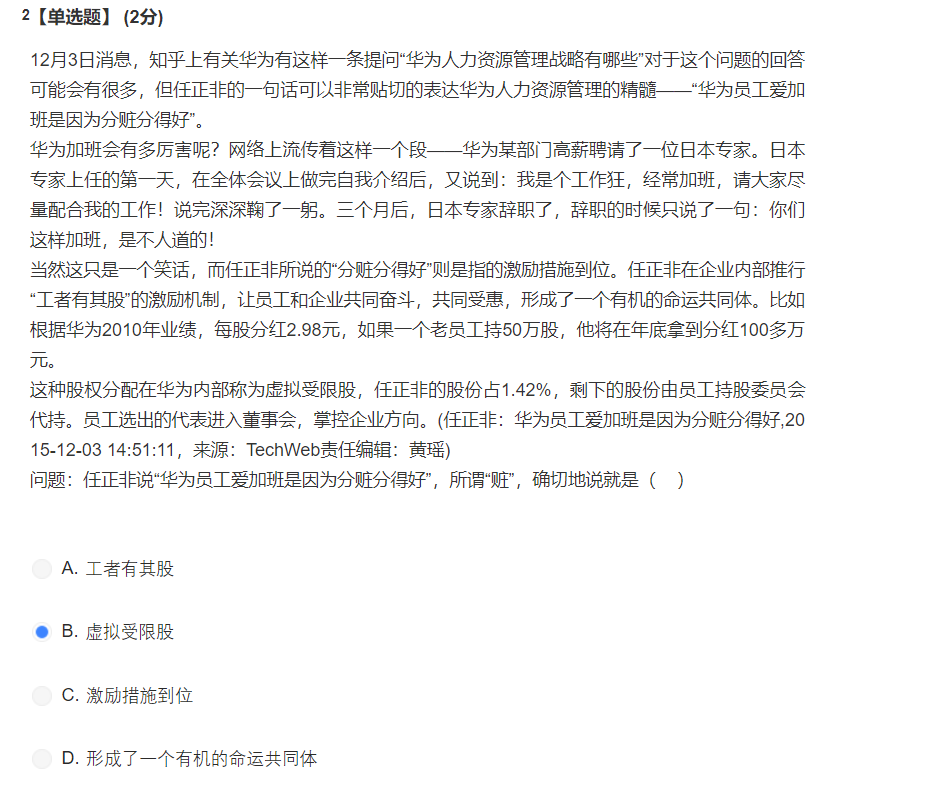 2【单选题】 (2分)
12月3日消息，知乎上有关华为有这样一条提问“华为人力资源管理战略有哪些”对于这个问题的回答
可能会有很多，但任正非的一句话可以非常贴切的表达华为人力资源管理的精髓——“华为员工爱加
班是因为分赃分得好”。
华为加班会有多厉害呢？网络上流传着这样一个段——华为某部门高薪聘请了一位日本专家。日本
专家上任的第一天，在全体会议上做完自我介绍后，又说到：我是个工作狂，经常加班，请大家尽
量配合我的工作！说完深深鞠了一躬。三个月后，日本专家辞职了，辞职的时候只说了一句：你们
这样加班，是不人道的！
当然这只是一个笑话，而任正非所说的“分赃分得好”则是指的激励措施到位。任正非在企业内部推行
“工者有其股”的激励机制，让员工和企业共同奋斗，共同受惠，形成了一个有机的命运共同体。比如
根据华为2010年业绩，每股分红2.98元，如果一个老员工持50万股，他将在年底拿到分红100多万
元。
这种股权分配在华为内部称为虚拟受限股，任正非的股份占1.42%，剩下的股份由员工持股委员会
代持。员工选出的代表进入董事会，掌控企业方向。(任正非：华为员工爱加班是因为分赃分得好,20
15-12-03 14:51:11，来源：TechWeb责任编辑：黄瑶)
问题：任正非说“华为员工爱加班是因为分赃分得好”，所谓“赃”，确切地说就是（ ）
A. 工者有其股
B. 虚拟受限股
C. 激励措施到位
D. 形成了一个有机的命运共同体